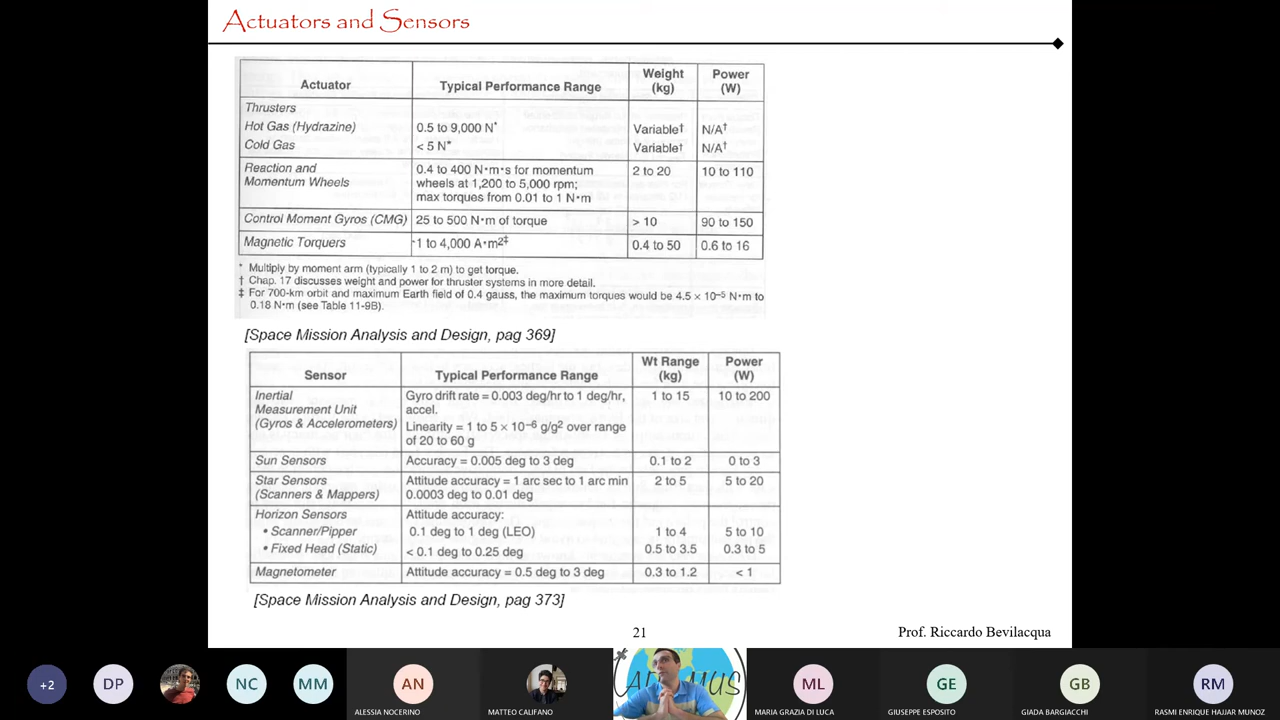 Actuators and Sensors
Actuator Typical Performance Range Weight (kg) Power (W)
Thrusters
Hot Gas (Hydrazine) 0.5 to 9,000 N* Variable† N/A†
Cold Gas < 5 N* Variable† N/A†
Reaction and 0.4 to 400 N•m•s for momentum 2 to 20 10 to 110
Momentum Wheels wheels at 1,200 to 5,000 rpm;
max torques from 0.01 to 1 N•m
Control Moment Gyros (CMG) 25 to 500 N•m of torque > 10 90 to 150
Magnetic Torquers 1 to 4,000 A•m²‡ 0.4 to 50 0.6 to 16
* Multiply by moment arm (typically 1 to 2 m) to get torque.
† Chap. 17 discusses weight and power for thruster systems in more detail.
‡ For 700-km orbit and maximum Earth field of 0.4 gauss, the maximum torques would be 4.5 × 10⁻⁵ N•m to
0.18 N•m (see Table 11-9B).
[Space Mission Analysis and Design, pag 369]
Sensor Typical Performance Range Wt Range (kg) Power (W)
Inertial Gyro drift rate = 0.003 deg/hr to 1 deg/hr, 1 to 15 10 to 200
Measurement Unit accel.
(Gyros & Accelerometers) Linearity = 1 to 5 × 10⁻⁶ g/g² over range
of 20 to 60 g
Sun Sensors Accuracy = 0.005 deg to 3 deg 0.1 to 2 0 to 3
Star Sensors Attitude accuracy = 1 arc sec to 1 arc min 2 to 5 5 to 20
(Scanners & Mappers) 0.0003 deg to 0.01 deg
Horizon Sensors Attitude accuracy:
• Scanner/Pipper 0.1 deg to 1 deg (LEO) 1 to 4 5 to 10
• Fixed Head (Static) < 0.1 deg to 0.25 deg 0.5 to 3.5 0.3 to 5
Magnetometer Attitude accuracy = 0.5 deg to 3 deg 0.3 to 1.2 < 1
[Space Mission Analysis and Design, pag 373]
21 Prof. Riccardo Bevilacqua
+2 DP NC MM AN ML GE GB RM
ALESSIA NOCERINO MATTEO CALIFANO MARIA GRAZIA DI LUCA GIUSEPPE ESPOSITO GIADA BARGIACCHI RASMI ENRIQUE HAJJAR MUNOZ